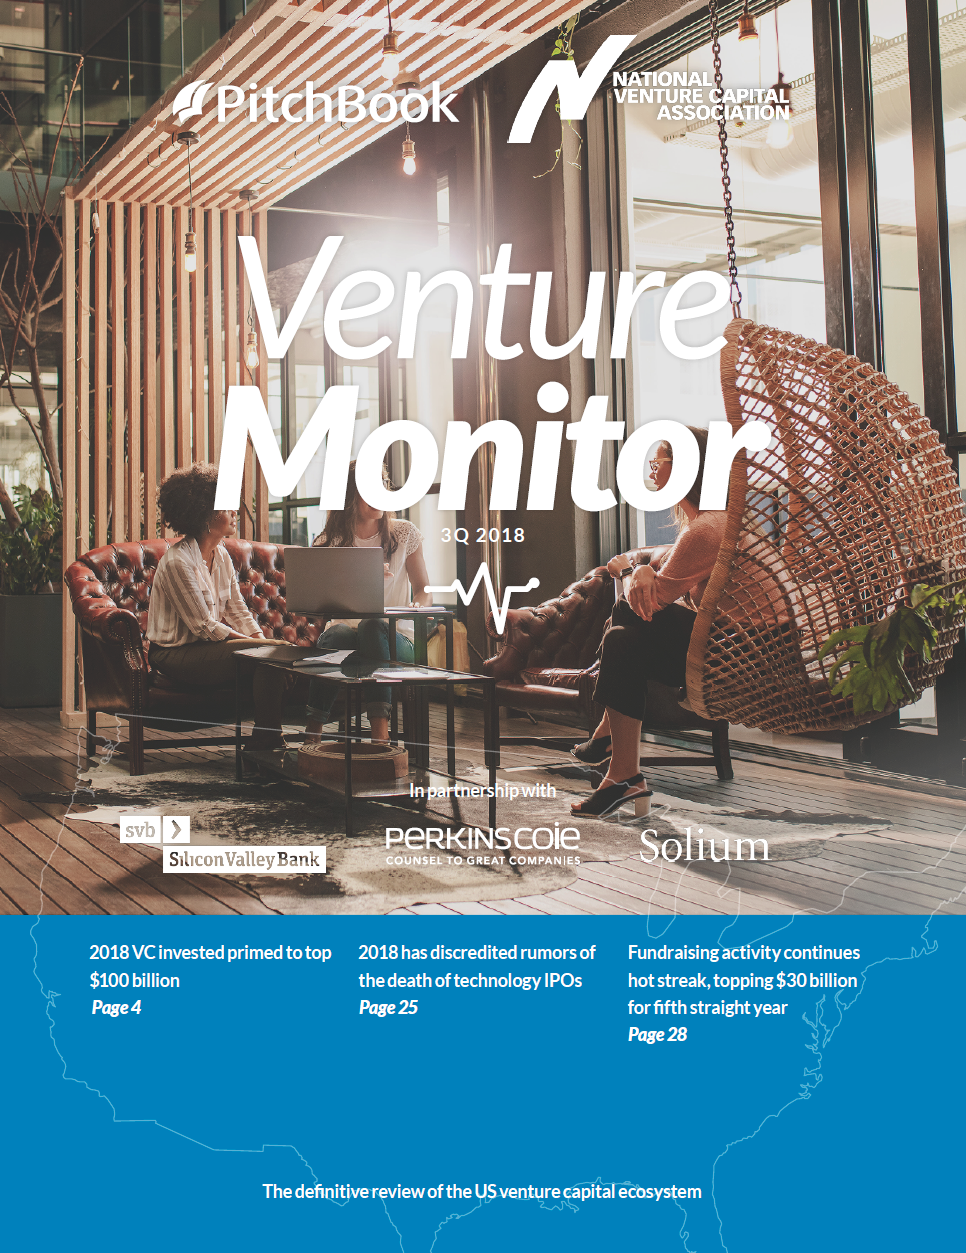 PitchBook
NATIONAL
VENTURE CAPITAL
ASSOCIATION
Venture
Monitor
3Q 2018
In partnership with
svb
Silicon Valley Bank
PERKINSCOIE
COUNSEL TO GREAT COMPANIES
Solium
2018 VC invested primed to top
$100 billion
Page 4
2018 has discredited rumors of
the death of technology IPOs
Page 25
Fundraising activity continues
hot streak, topping $30 billion
for fifth straight year
Page 28
The definitive review of the US venture capital ecosystem